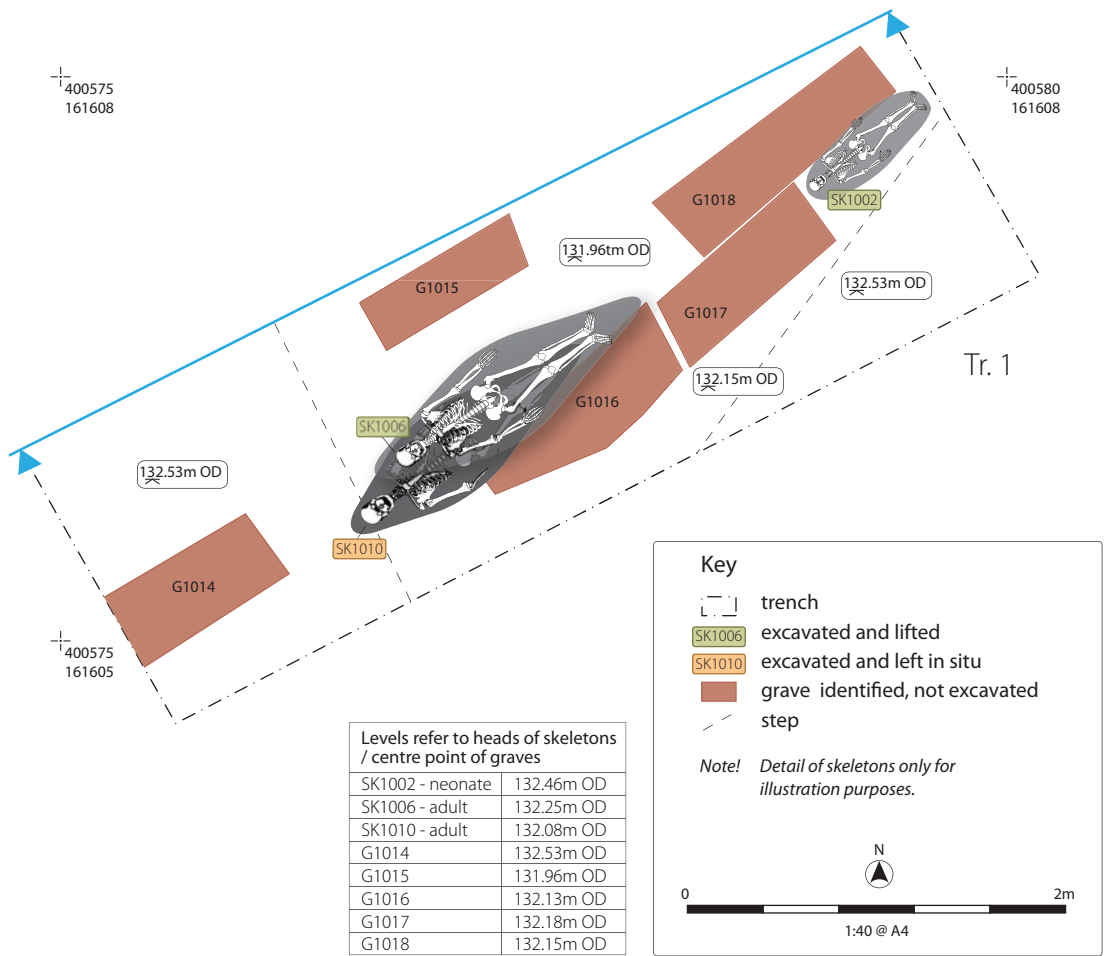 400575
161608
400580
161608
G1018
SK1002
131.96tm OD
G1015
132.53m OD
G1017
Tr. 1
132.15m OD
G1016
SK1006
132.53m OD
SK1010
G1014
400575
161605
Levels refer to heads of skeletons
/ centre point of graves
SK1002 - neonate 132.46m OD
SK1006 - adult 132.25m OD
SK1010 - adult 132.08m OD
G1014 132.53m OD
G1015 131.96m OD
G1016 132.13m OD
G1017 132.18m OD
G1018 132.15m OD
Key
trench
SK1006 excavated and lifted
SK1010 excavated and left in situ
grave identified, not excavated
step
Note! Detail of skeletons only for
illustration purposes.
N
0 2m
1:40 @ A4